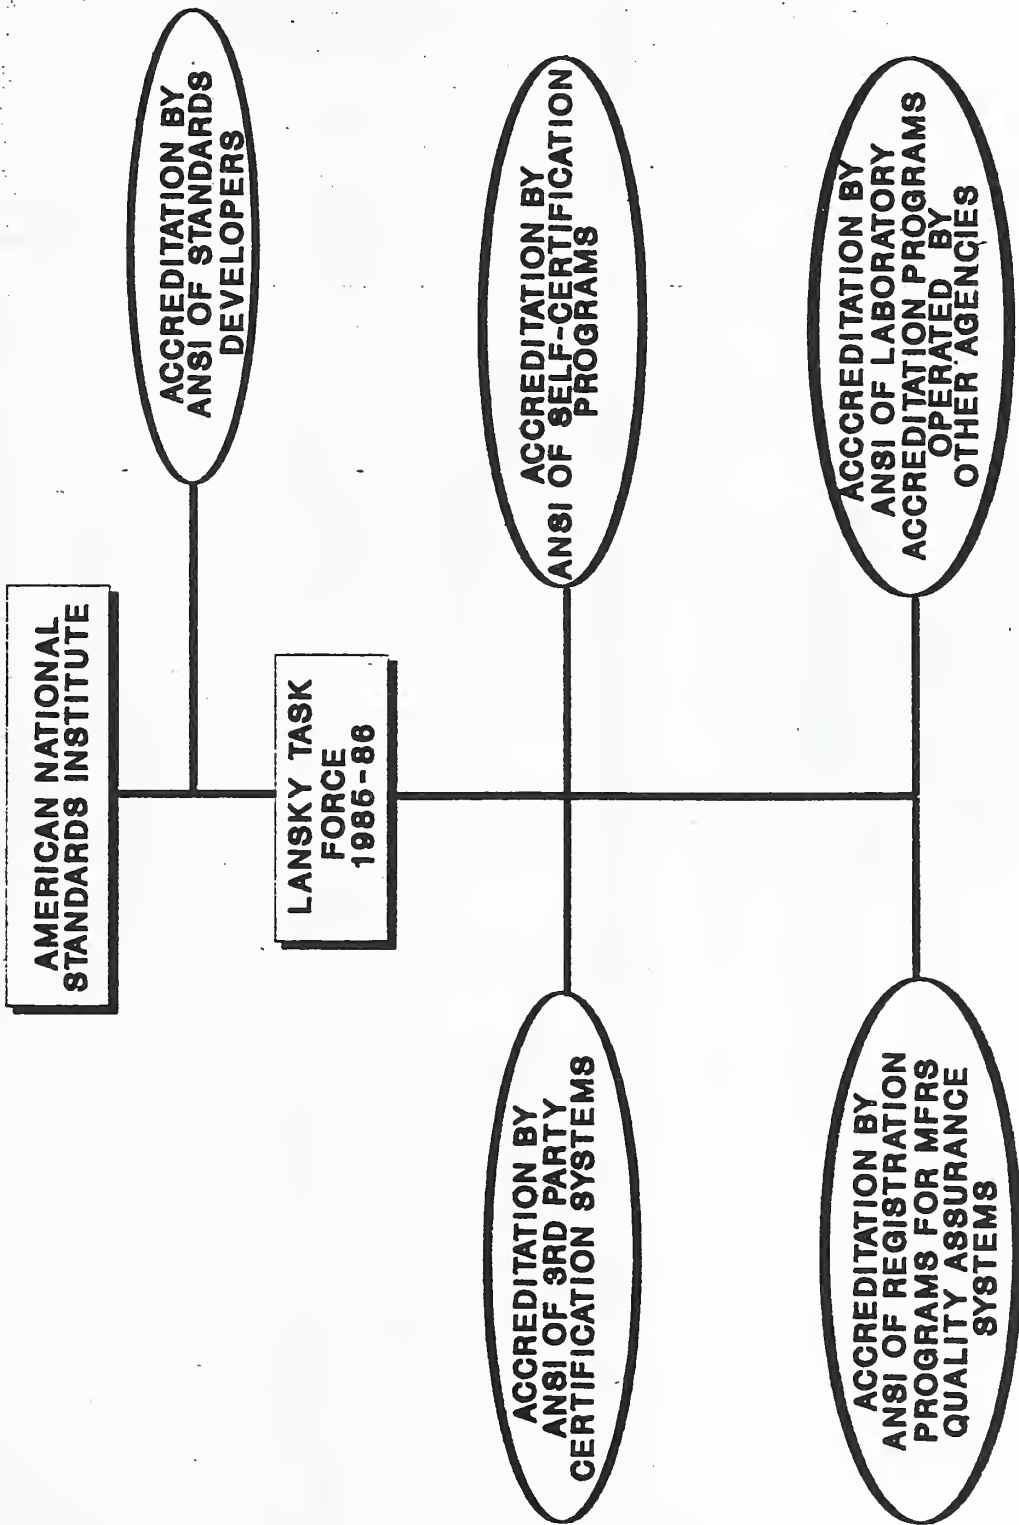 AMERICAN NATIONAL
STANDARDS INSTITUTE
ACCREDITATION BY
ANSI OF STANDARDS
DEVELOPERS
LANSKY TASK
FORCE
1985-86
ACCREDITATION BY
ANSI OF 3RD PARTY
CERTIFICATION SYSTEMS
ACCREDITATION BY
ANSI OF SELF-CERTIFICATION
PROGRAMS
ACCREDITATION BY
ANSI OF REGISTRATION
PROGRAMS FOR MFRS
QUALITY ASSURANCE
SYSTEMS
ACCCREDITATION BY
ANSI OF LABORATORY
ACCREDITATION PROGRAMS
OPERATED BY
OTHER AGENCIES